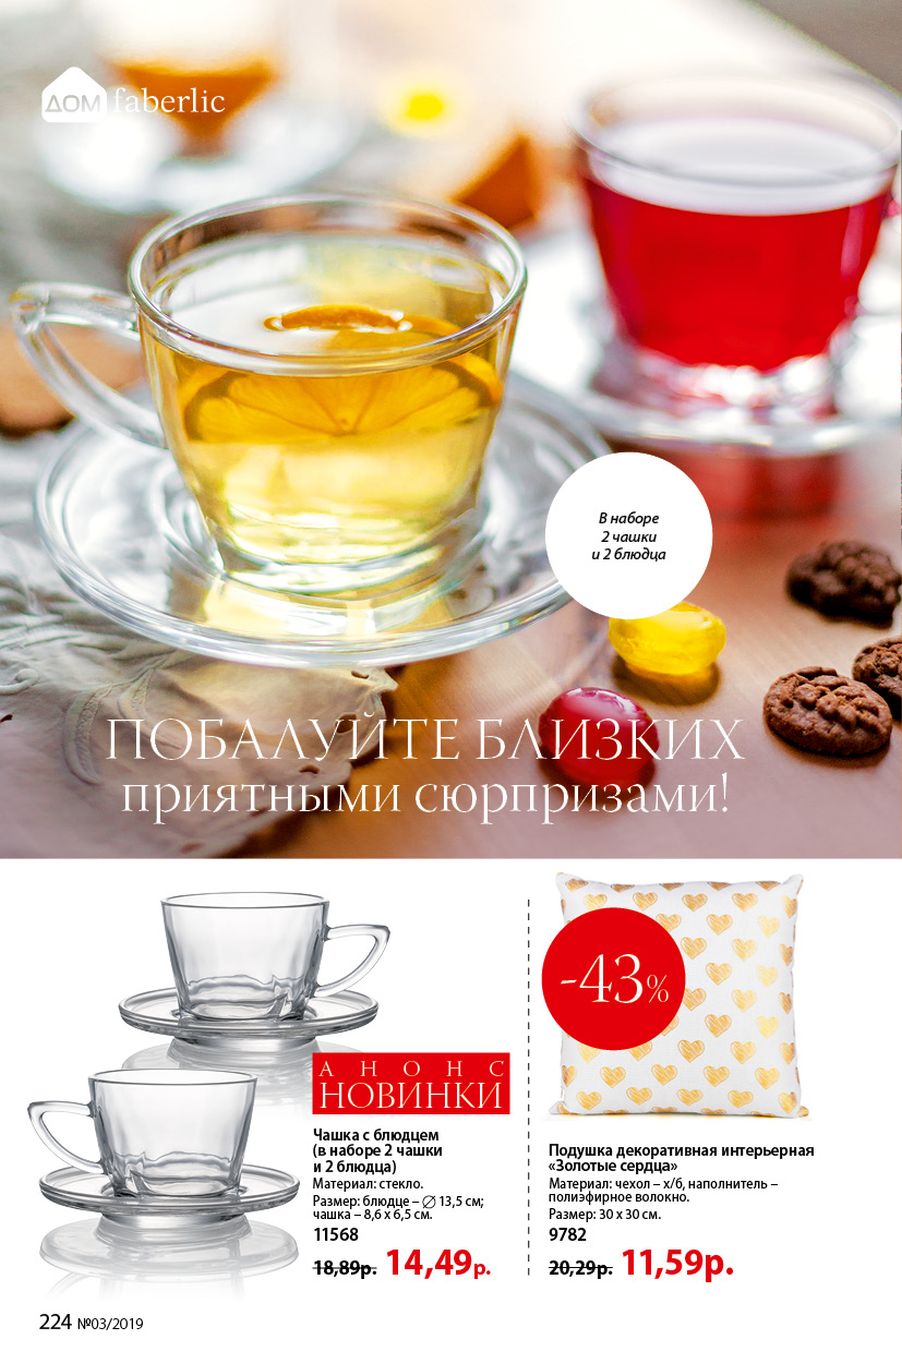 ДОМ faberlic
В наборе
2 чашки
и 2 блюдца
ПОБАЛУЙТЕ БЛИЗКИХ
приятными сюрпризами!
АНОНС
НОВИНКИ
Чашка с блюдцем
(в наборе 2 чашки
и 2 блюдца)
Материал: стекло.
Размер: блюдце – ∅ 13,5 см;
чашка – 8,6 х 6,5 см.
11568
18,89р. 14,49р.
-43%
Подушка декоративная интерьерная
«Золотые сердца»
Материал: чехол – х/б, наполнитель –
полиэфирное волокно.
Размер: 30 х 30 см.
9782
20,29р. 11,59р.
224 №03/2019